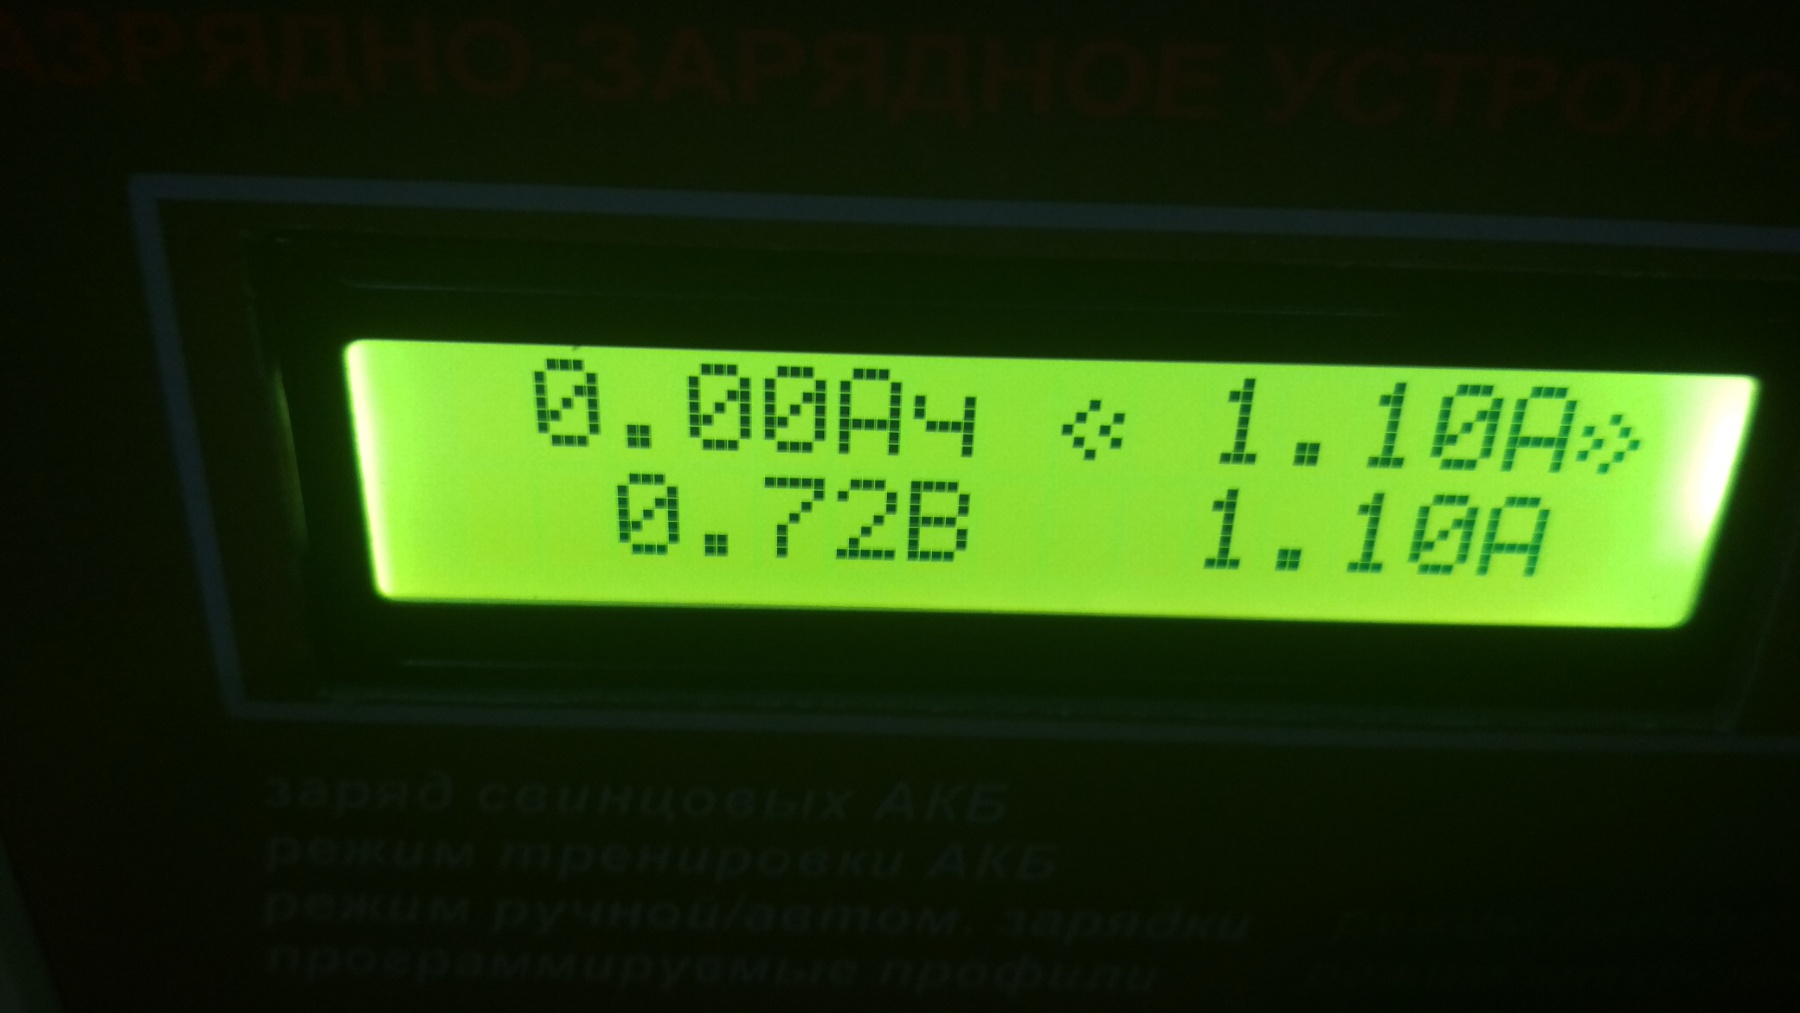 АЗРЯДНО-ЗАРЯДНОЕ УСТРОЙС
0.00Ач « 1.10А»
0.72В 1.10А
заряд свинцовых АКБ
режим тренировки АКБ
режим ручной/автом. зарядки
программируемые профили